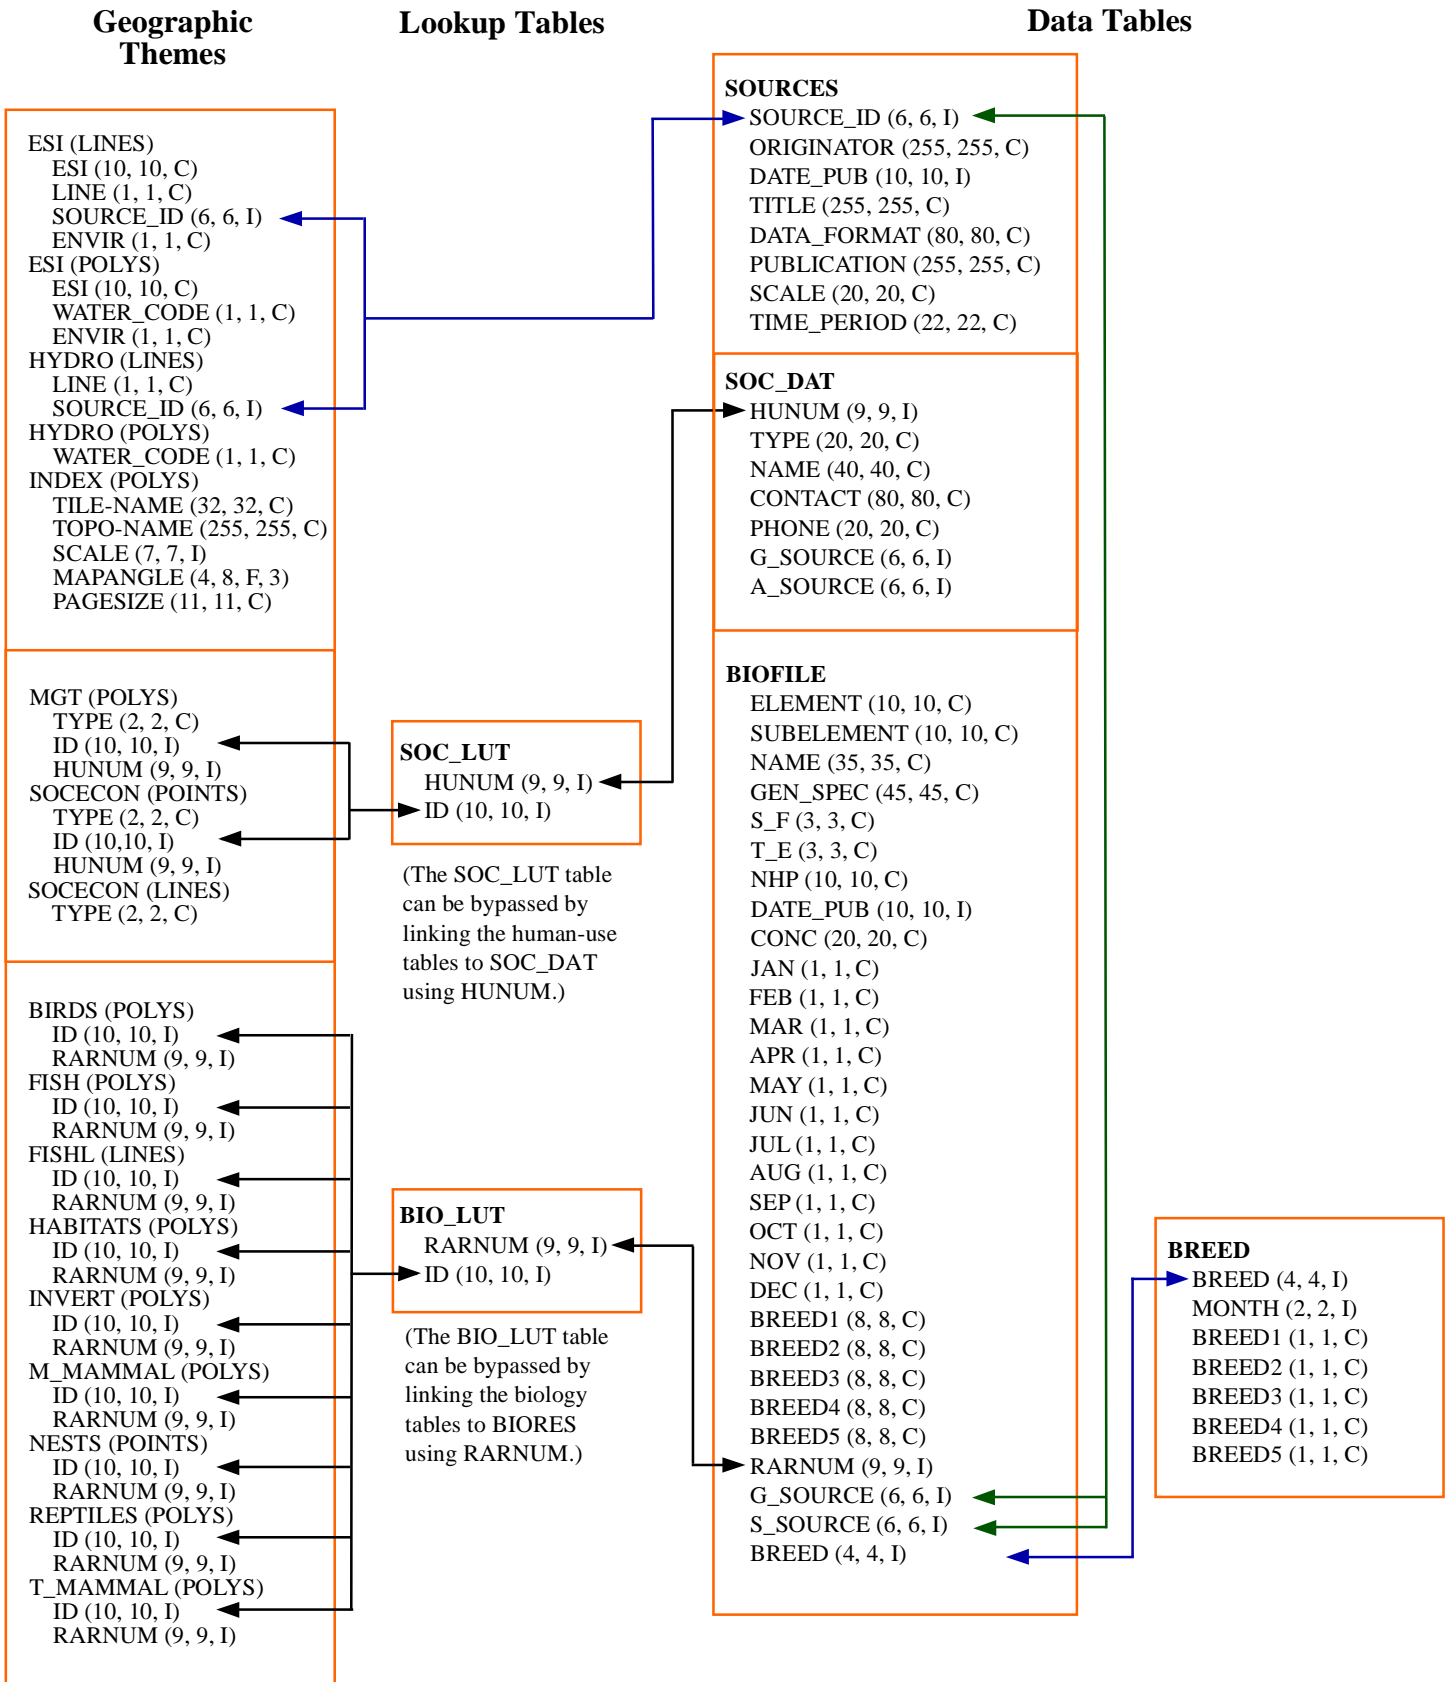 Geographic
Themes
Lookup Tables
Data Tables
ESI (LINES)
ESI (10, 10, C)
LINE (1, 1, C)
SOURCE_ID (6, 6, I)
ENVIR (1, 1, C)
ESI (POLYS)
ESI (10, 10, C)
WATER_CODE (1, 1, C)
ENVIR (1, 1, C)
HYDRO (LINES)
LINE (1, 1, C)
SOURCE_ID (6, 6, I)
HYDRO (POLYS)
WATER_CODE (1, 1, C)
INDEX (POLYS)
TILE-NAME (32, 32, C)
TOPO-NAME (255, 255, C)
SCALE (7, 7, I)
MAPANGLE (4, 8, F, 3)
PAGESIZE (11, 11, C)
MGT (POLYS)
TYPE (2, 2, C)
ID (10, 10, I)
HUNUM (9, 9, I)
SOCECON (POINTS)
TYPE (2, 2, C)
ID (10,10, I)
HUNUM (9, 9, I)
SOCECON (LINES)
TYPE (2, 2, C)
BIRDS (POLYS)
ID (10, 10, I)
RARNUM (9, 9, I)
FISH (POLYS)
ID (10, 10, I)
RARNUM (9, 9, I)
FISHL (LINES)
ID (10, 10, I)
RARNUM (9, 9, I)
HABITATS (POLYS)
ID (10, 10, I)
RARNUM (9, 9, I)
INVERT (POLYS)
ID (10, 10, I)
RARNUM (9, 9, I)
M_MAMMAL (POLYS)
ID (10, 10, I)
RARNUM (9, 9, I)
NESTS (POINTS)
ID (10, 10, I)
RARNUM (9, 9, I)
REPTILES (POLYS)
ID (10, 10, I)
RARNUM (9, 9, I)
T_MAMMAL (POLYS)
ID (10, 10, I)
RARNUM (9, 9, I)
SOC_LUT
HUNUM (9, 9, I)
ID (10, 10, I)
(The SOC_LUT table
can be bypassed by
linking the human-use
tables to SOC_DAT
using HUNUM.)
BIO_LUT
RARNUM (9, 9, I)
ID (10, 10, I)
(The BIO_LUT table
can be bypassed by
linking the biology
tables to BIORES
using RARNUM.)
SOURCES
SOURCE_ID (6, 6, I)
ORIGINATOR (255, 255, C)
DATE_PUB (10, 10, I)
TITLE (255, 255, C)
DATA_FORMAT (80, 80, C)
PUBLICATION (255, 255, C)
SCALE (20, 20, C)
TIME_PERIOD (22, 22, C)
SOC_DAT
HUNUM (9, 9, I)
TYPE (20, 20, C)
NAME (40, 40, C)
CONTACT (80, 80, C)
PHONE (20, 20, C)
G_SOURCE (6, 6, I)
A_SOURCE (6, 6, I)
BIOFILE
ELEMENT (10, 10, C)
SUBELEMENT (10, 10, C)
NAME (35, 35, C)
GEN_SPEC (45, 45, C)
S_F (3, 3, C)
T_E (3, 3, C)
NHP (10, 10, C)
DATE_PUB (10, 10, I)
CONC (20, 20, C)
JAN (1, 1, C)
FEB (1, 1, C)
MAR (1, 1, C)
APR (1, 1, C)
MAY (1, 1, C)
JUN (1, 1, C)
JUL (1, 1, C)
AUG (1, 1, C)
SEP (1, 1, C)
OCT (1, 1, C)
NOV (1, 1, C)
DEC (1, 1, C)
BREED1 (8, 8, C)
BREED2 (8, 8, C)
BREED3 (8, 8, C)
BREED4 (8, 8, C)
BREED5 (8, 8, C)
RARNUM (9, 9, I)
G_SOURCE (6, 6, I)
S_SOURCE (6, 6, I)
BREED (4, 4, I)
BREED
BREED (4, 4, I)
MONTH (2, 2, I)
BREED1 (1, 1, C)
BREED2 (1, 1, C)
BREED3 (1, 1, C)
BREED4 (1, 1, C)
BREED5 (1, 1, C)